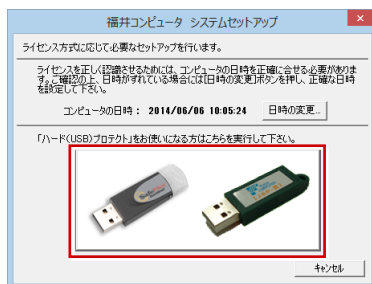 福井コンピュータ システムセットアップ
ライセンス方式に応じて必要なセットアップを行います。
ライセンスを正しく認識させるためには、コンピュータの日時を正確に合せる必要がありま
す。ご確認の上、日時がずれている場合には[日時の変更]ボタンを押し、正確な日時
を設定して下さい。
コンピュータの日時： 2014/06/06 10:05:24 日時の変更...
「ハード(USB)プロテクト」をお使いになる方はこちらを実行して下さい。
キャンセル